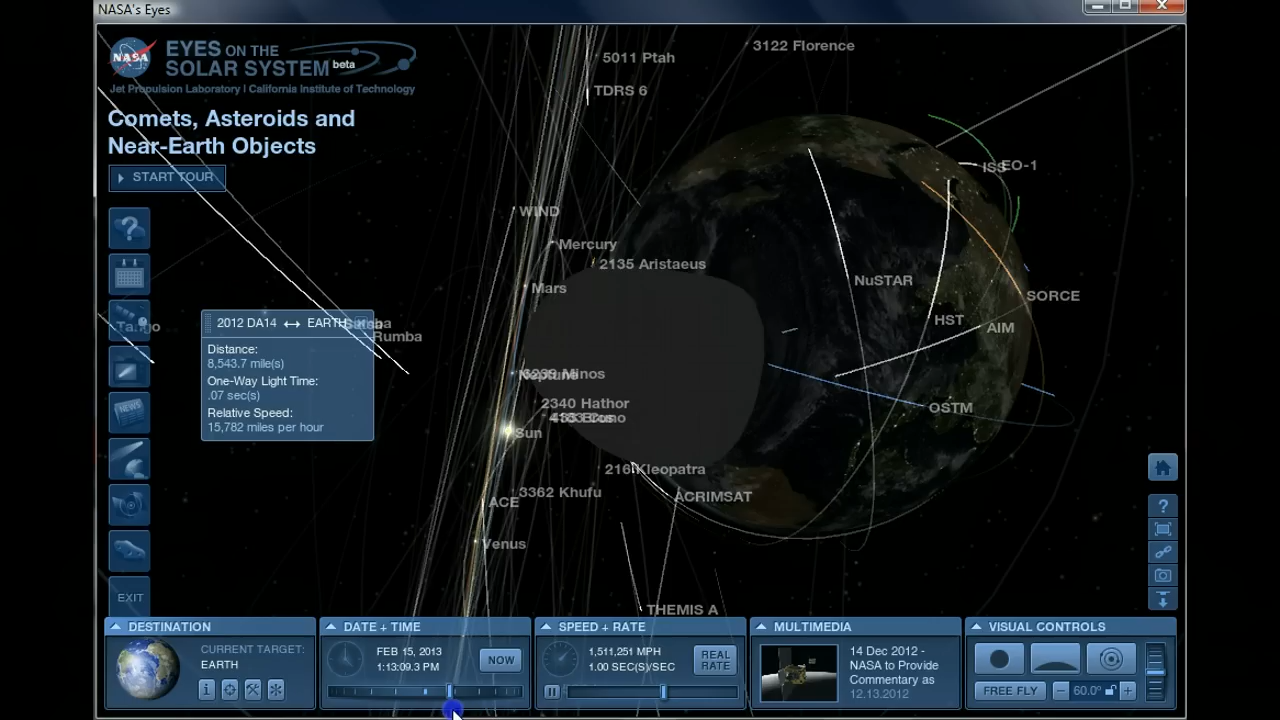 NASA's Eyes
NASA
EYES ON THE
SOLAR SYSTEM beta
Jet Propulsion Laboratory | California Institute of Technology
Comets, Asteroids and
Near-Earth Objects
START TOUR
5011 Ptah
3122 Florence
TDRS 6
ISS
EO-1
WIND
Mercury
2135 Aristaeus
Mars
NuSTAR
SORCE
HST
AIM
Tango
Rumba
2012 DA14 ↔ EARTH
Distance:
8,543.7 mile(s)
One-Way Light Time:
.07 sec(s)
Relative Speed:
15,782 miles per hour
Neptune
Minos
2340 Hathor
OSTM
Sun
Kleopatra
ACRIMSAT
3362 Khufu
ACE
Venus
THEMIS A
NEWS
EXIT
DESTINATION
CURRENT TARGET:
EARTH
DATE + TIME
FEB 15, 2013
1:13:09.3 PM
NOW
SPEED + RATE
1,511,251 MPH
1.00 SEC(S)/SEC
REAL
RATE
MULTIMEDIA
14 Dec 2012 -
NASA to Provide
Commentary as
12.13.2012
VISUAL CONTROLS
FREE FLY
60.0°